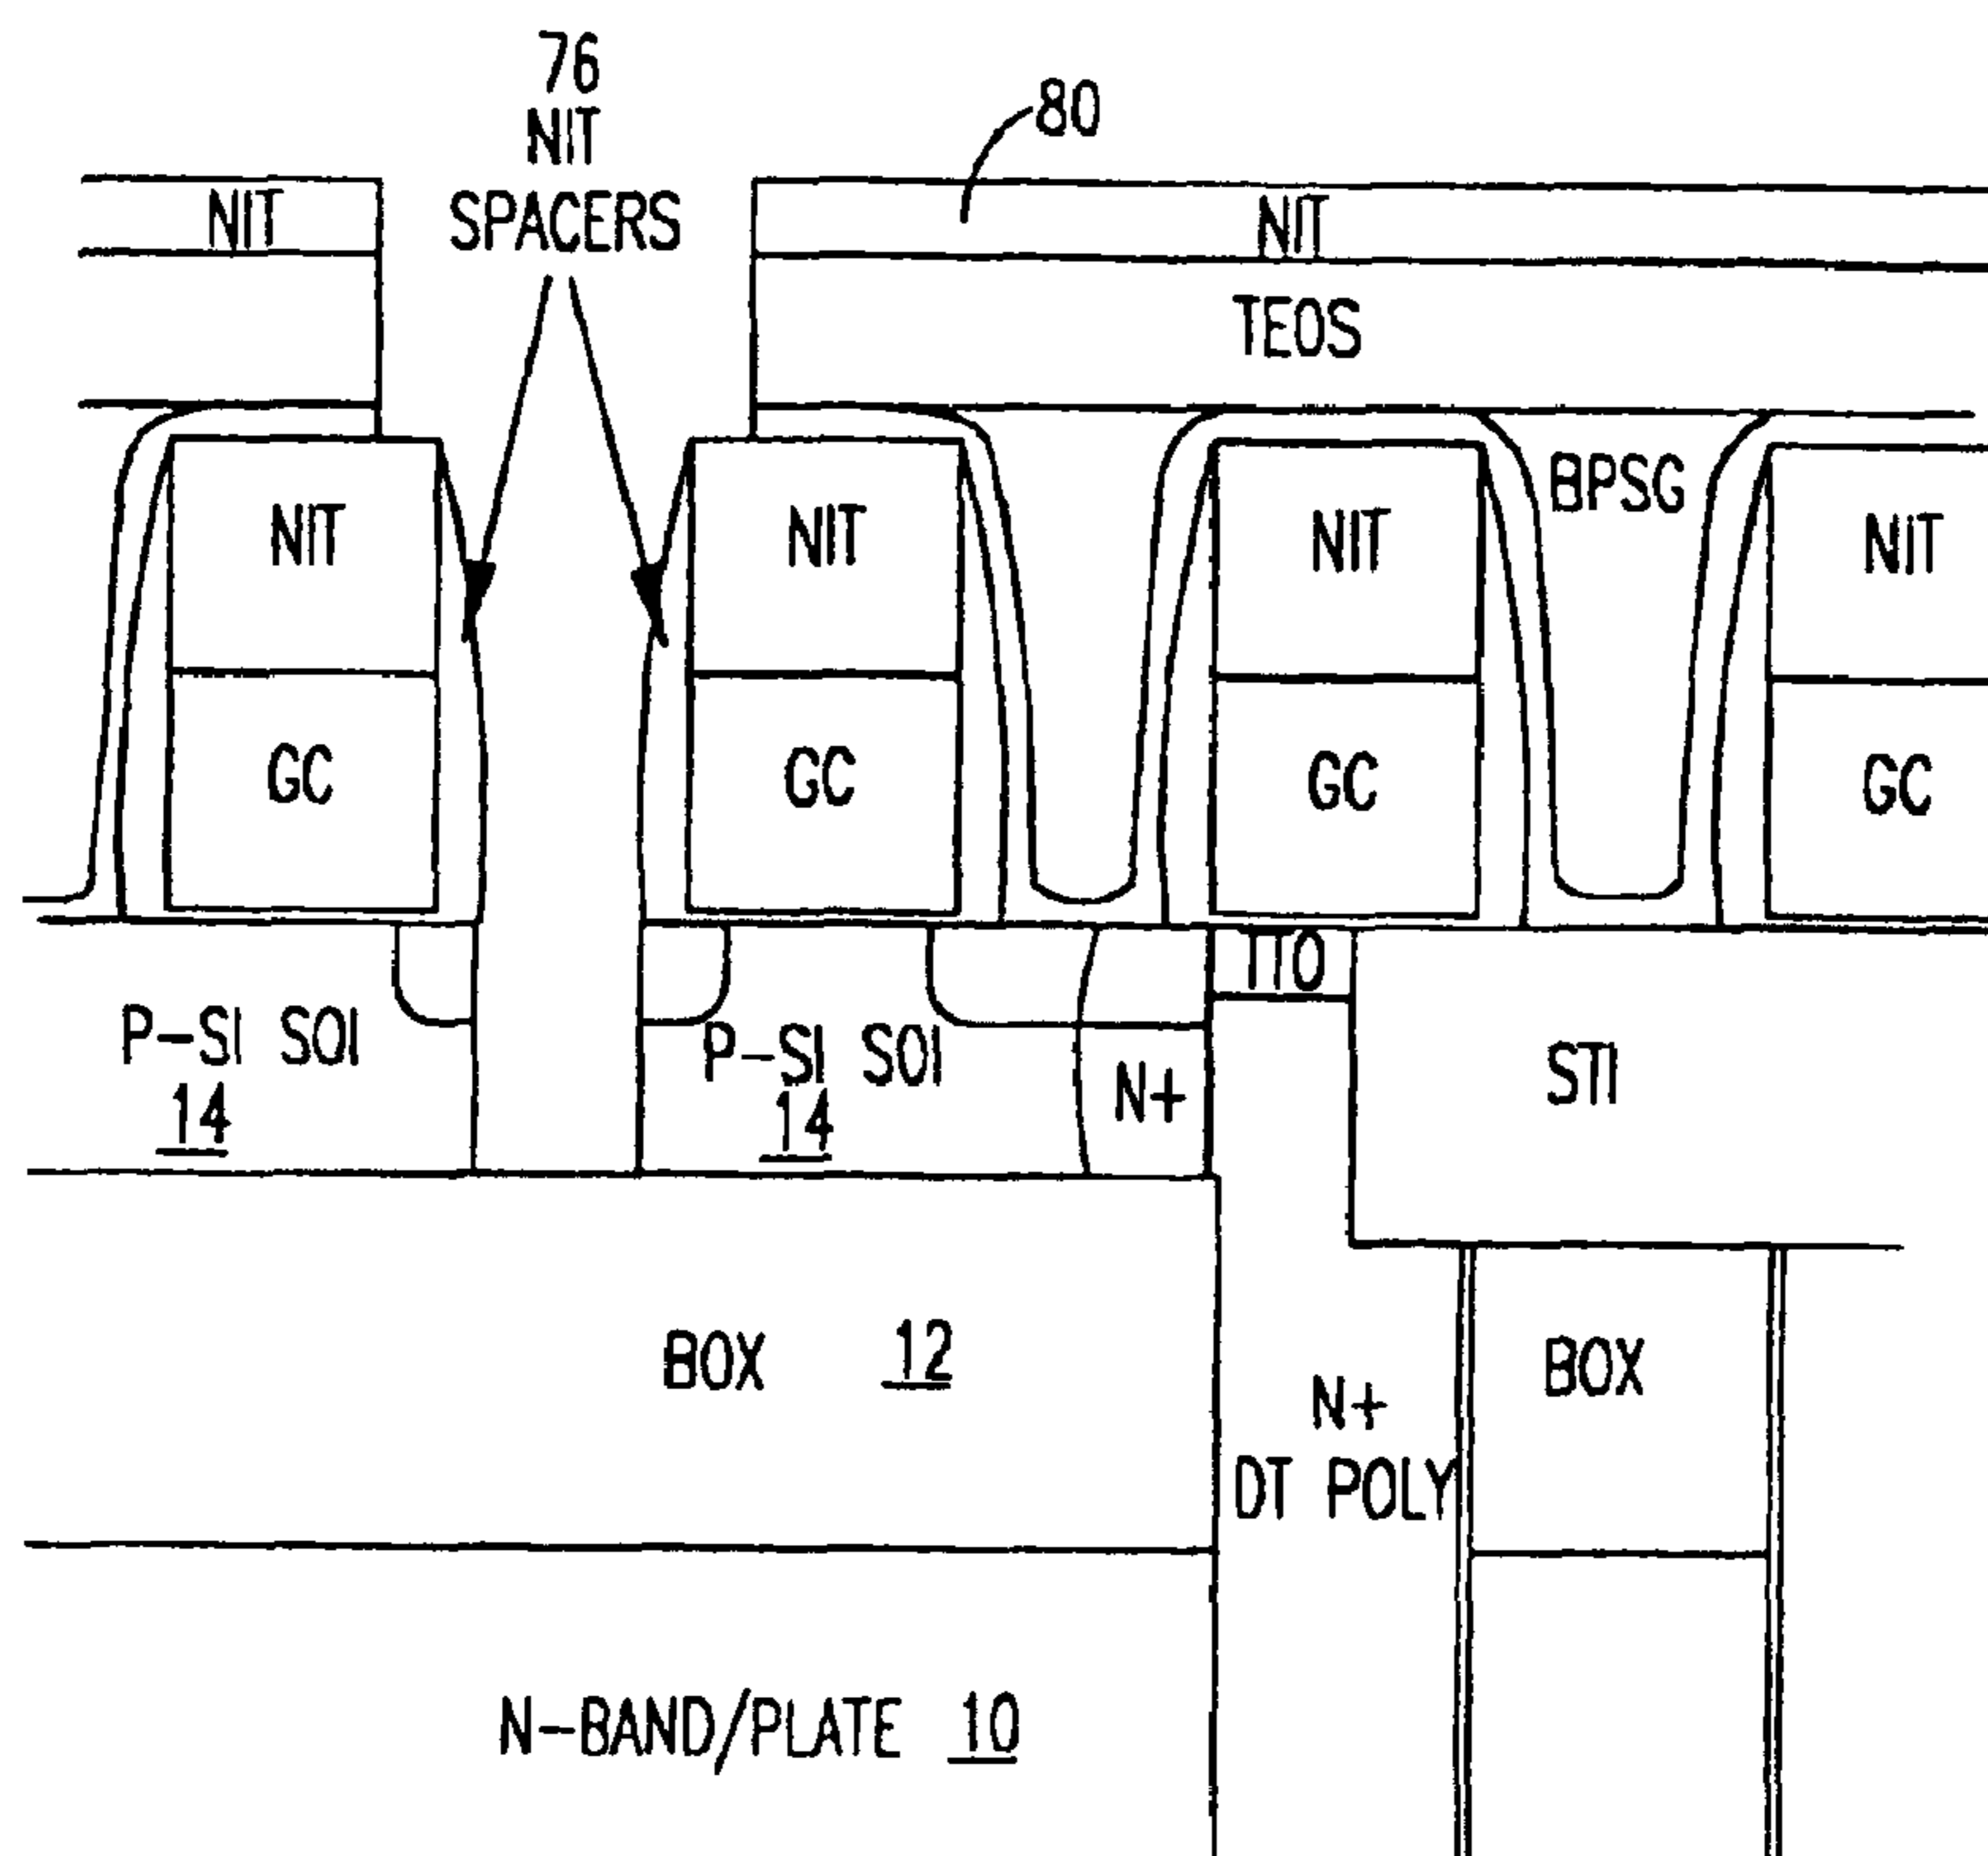 76
NIT
SPACERS
80
NIT
NIT
TEOS
BPSG
NIT
NIT
NIT
NIT
GC
GC
GC
GC
TTO
P-SI SOI
14
P-SI SOI
14
N+
STI
BOX 12
BOX
N+
DT POLY
N-BAND/PLATE 10